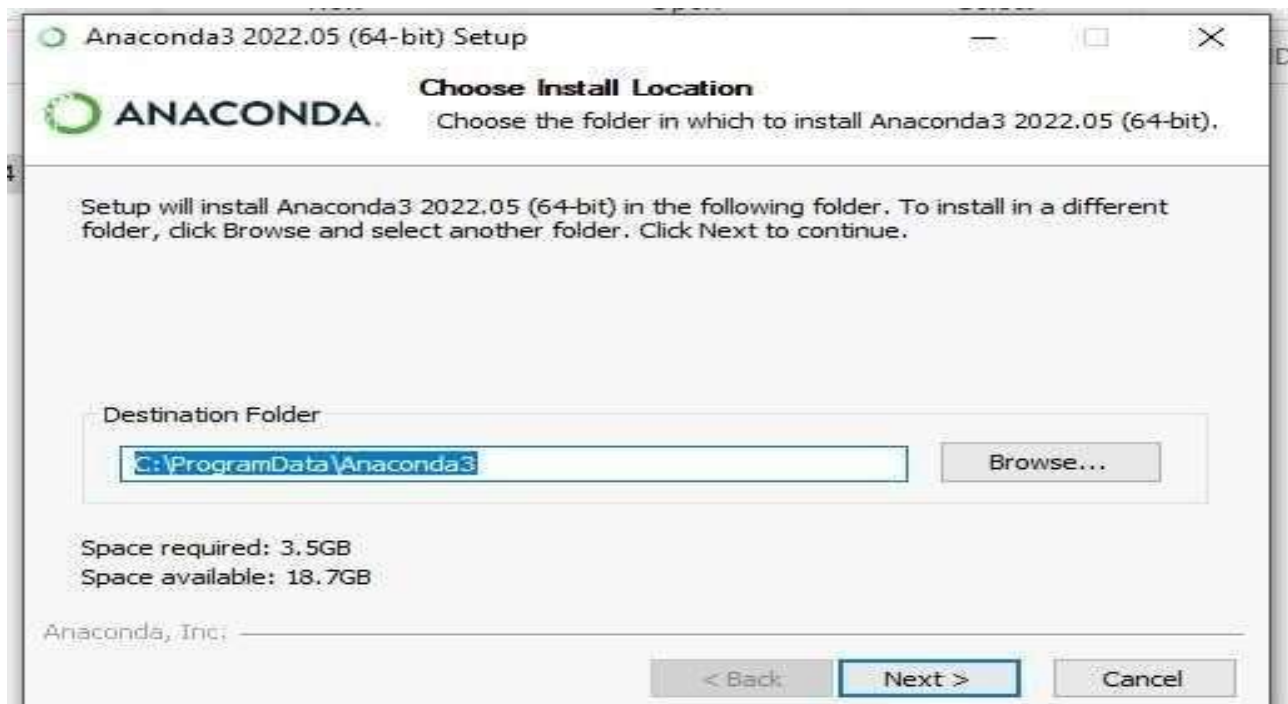 Anaconda3 2022.05 (64-bit) Setup
ANACONDA.
Choose Install Location
Choose the folder in which to install Anaconda3 2022.05 (64-bit).
Setup will install Anaconda3 2022.05 (64-bit) in the following folder. To install in a different
folder, click Browse and select another folder. Click Next to continue.
Destination Folder
C:\ProgramData\Anaconda3
Browse...
Space required: 3.5GB
Space available: 18.7GB
Anaconda, Inc.
< Back
Next >
Cancel